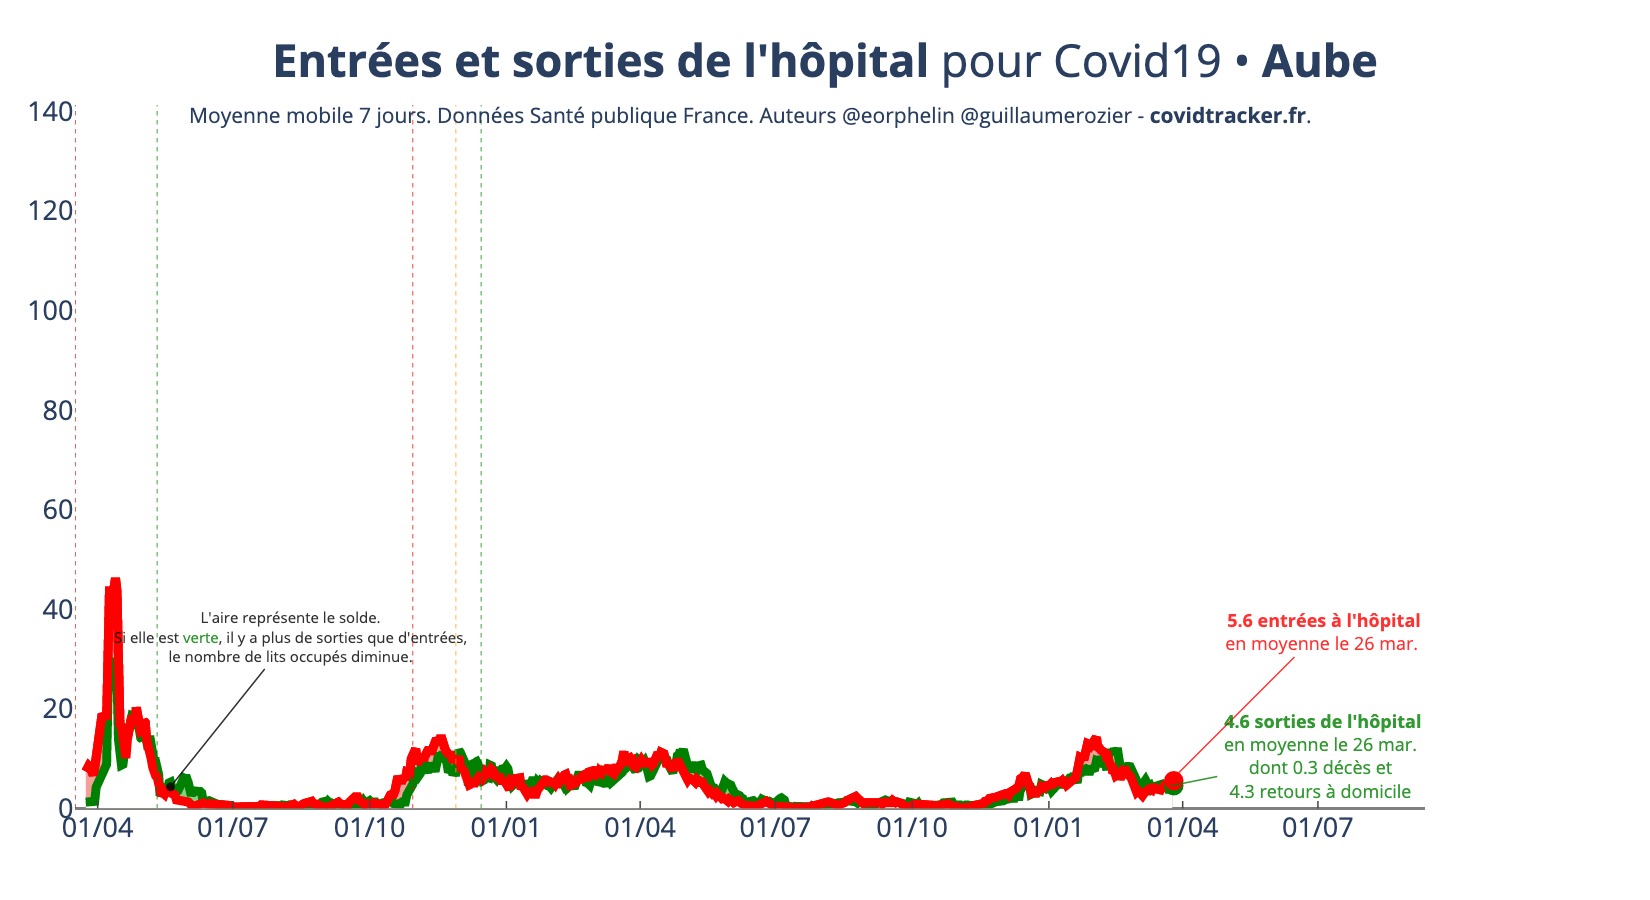 Entrées et sorties de l'hôpital pour Covid19 • Aube
Moyenne mobile 7 jours. Données Santé publique France. Auteurs @eorphelin @guillaumerozier - covidtracker.fr.
140
120
100
80
60
40
20
0
L'aire représente le solde.
Si elle est verte, il y a plus de sorties que d'entrées,
le nombre de lits occupés diminue.
5.6 entrées à l'hôpital
en moyenne le 26 mar.
4.6 sorties de l'hôpital
en moyenne le 26 mar.
dont 0.3 décès et
4.3 retours à domicile
01/04 01/07 01/10 01/01 01/04 01/07 01/10 01/01 01/04 01/07